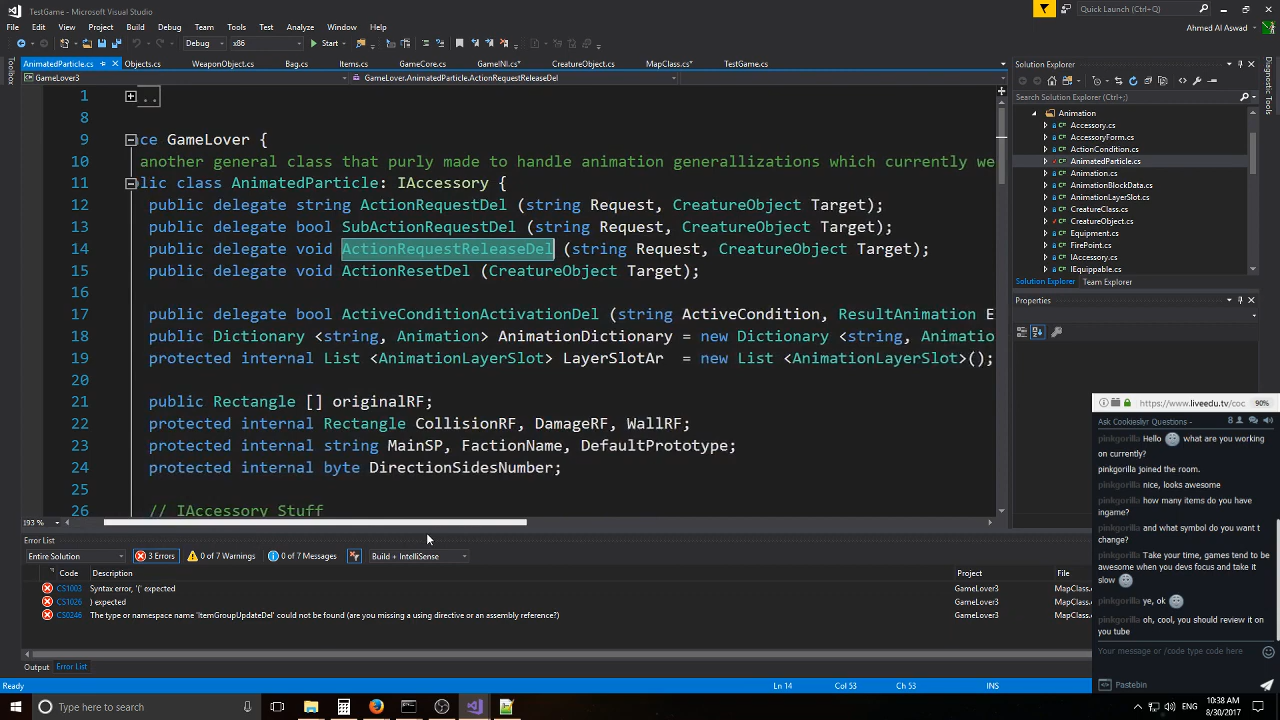 TestGame - Microsoft Visual Studio
Quick Launch (Ctrl+Q)
File Edit View Project Build Debug Team Tools Test Analyze Window Help
Ahmed Al Aswad
Debug x86 Start
AnimatedParticle.cs Objects.cs WeaponObject.cs Bag.cs Items.cs GameCore.cs GameINI.cs* CreatureObject.cs MapClass.cs* TestGame.cs
GameLover3 GameLover.AnimatedParticle.ActionRequestReleaseDel
Toolbox
1 ..
8
9 ce GameLover {
10 another general class that purly made to handle animation generallizations which currently we
11 lic class AnimatedParticle: IAccessory {
12 public delegate string ActionRequestDel (string Request, CreatureObject Target);
13 public delegate bool SubActionRequestDel (string Request, CreatureObject Target);
14 public delegate void ActionRequestReleaseDel (string Request, CreatureObject Target);
15 public delegate void ActionResetDel (CreatureObject Target);
16
17 public delegate bool ActiveConditionActivationDel (string ActiveCondition, ResultAnimation E
18 public Dictionary <string, Animation> AnimationDictionary = new Dictionary <string, Animatio
19 protected internal List <AnimationLayerSlot> LayerSlotAr = new List <AnimationLayerSlot>();
20
21 public Rectangle [] originalRF;
22 protected internal Rectangle CollisionRF, DamageRF, WallRF;
23 protected internal string MainSP, FactionName, DefaultPrototype;
24 protected internal byte DirectionSidesNumber;
25
26 // IAccessory Stuff
193 %
Error List
Entire Solution 3 Errors 0 of 7 Warnings 0 of 7 Messages Build + IntelliSense
Code Description Project File
CS1003 Syntax error, '(' expected GameLover3 MapClass.c
CS1026 ) expected GameLover3 MapClass.c
CS0246 The type or namespace name 'ItemGroupUpdateDel' could not be found (are you missing a using directive or an assembly reference?) GameLover3 MapClass.c
Output Error List
Ready Ln 14 Col 53 Ch 53 INS
Solution Explorer
Search Solution Explorer (Ctrl+;)
Animation
Accessory.cs
AccessoryForm.cs
ActionCondition.cs
AnimatedParticle.cs
Animation.cs
AnimationBlockData.cs
AnimationLayerSlot.cs
CreatureClass.cs
CreatureObject.cs
Equipment.cs
FirePoint.cs
IAccessory.cs
IEquippable.cs
Solution Explorer Team Explorer
Properties
Diagnostic Tools
https://www.liveedu.tv/coc 90%
Ask Cookieslyr Questions - 8
pinkgorilla Hello what are you working
on currently?
pinkgorilla joined the room.
pinkgorilla nice, looks awesome
pinkgorilla how many items do you have
ingame?
pinkgorilla and what symbol do you want t
change?
pinkgorilla Take your time, games tend to be
awesome when you devs focus and take it
slow
pinkgorilla ye, ok
pinkgorilla oh, cool, you should review it on
you tube
Your message or /code type code here
Pastebin
Type here to search
10:38 AM
8/30/2017